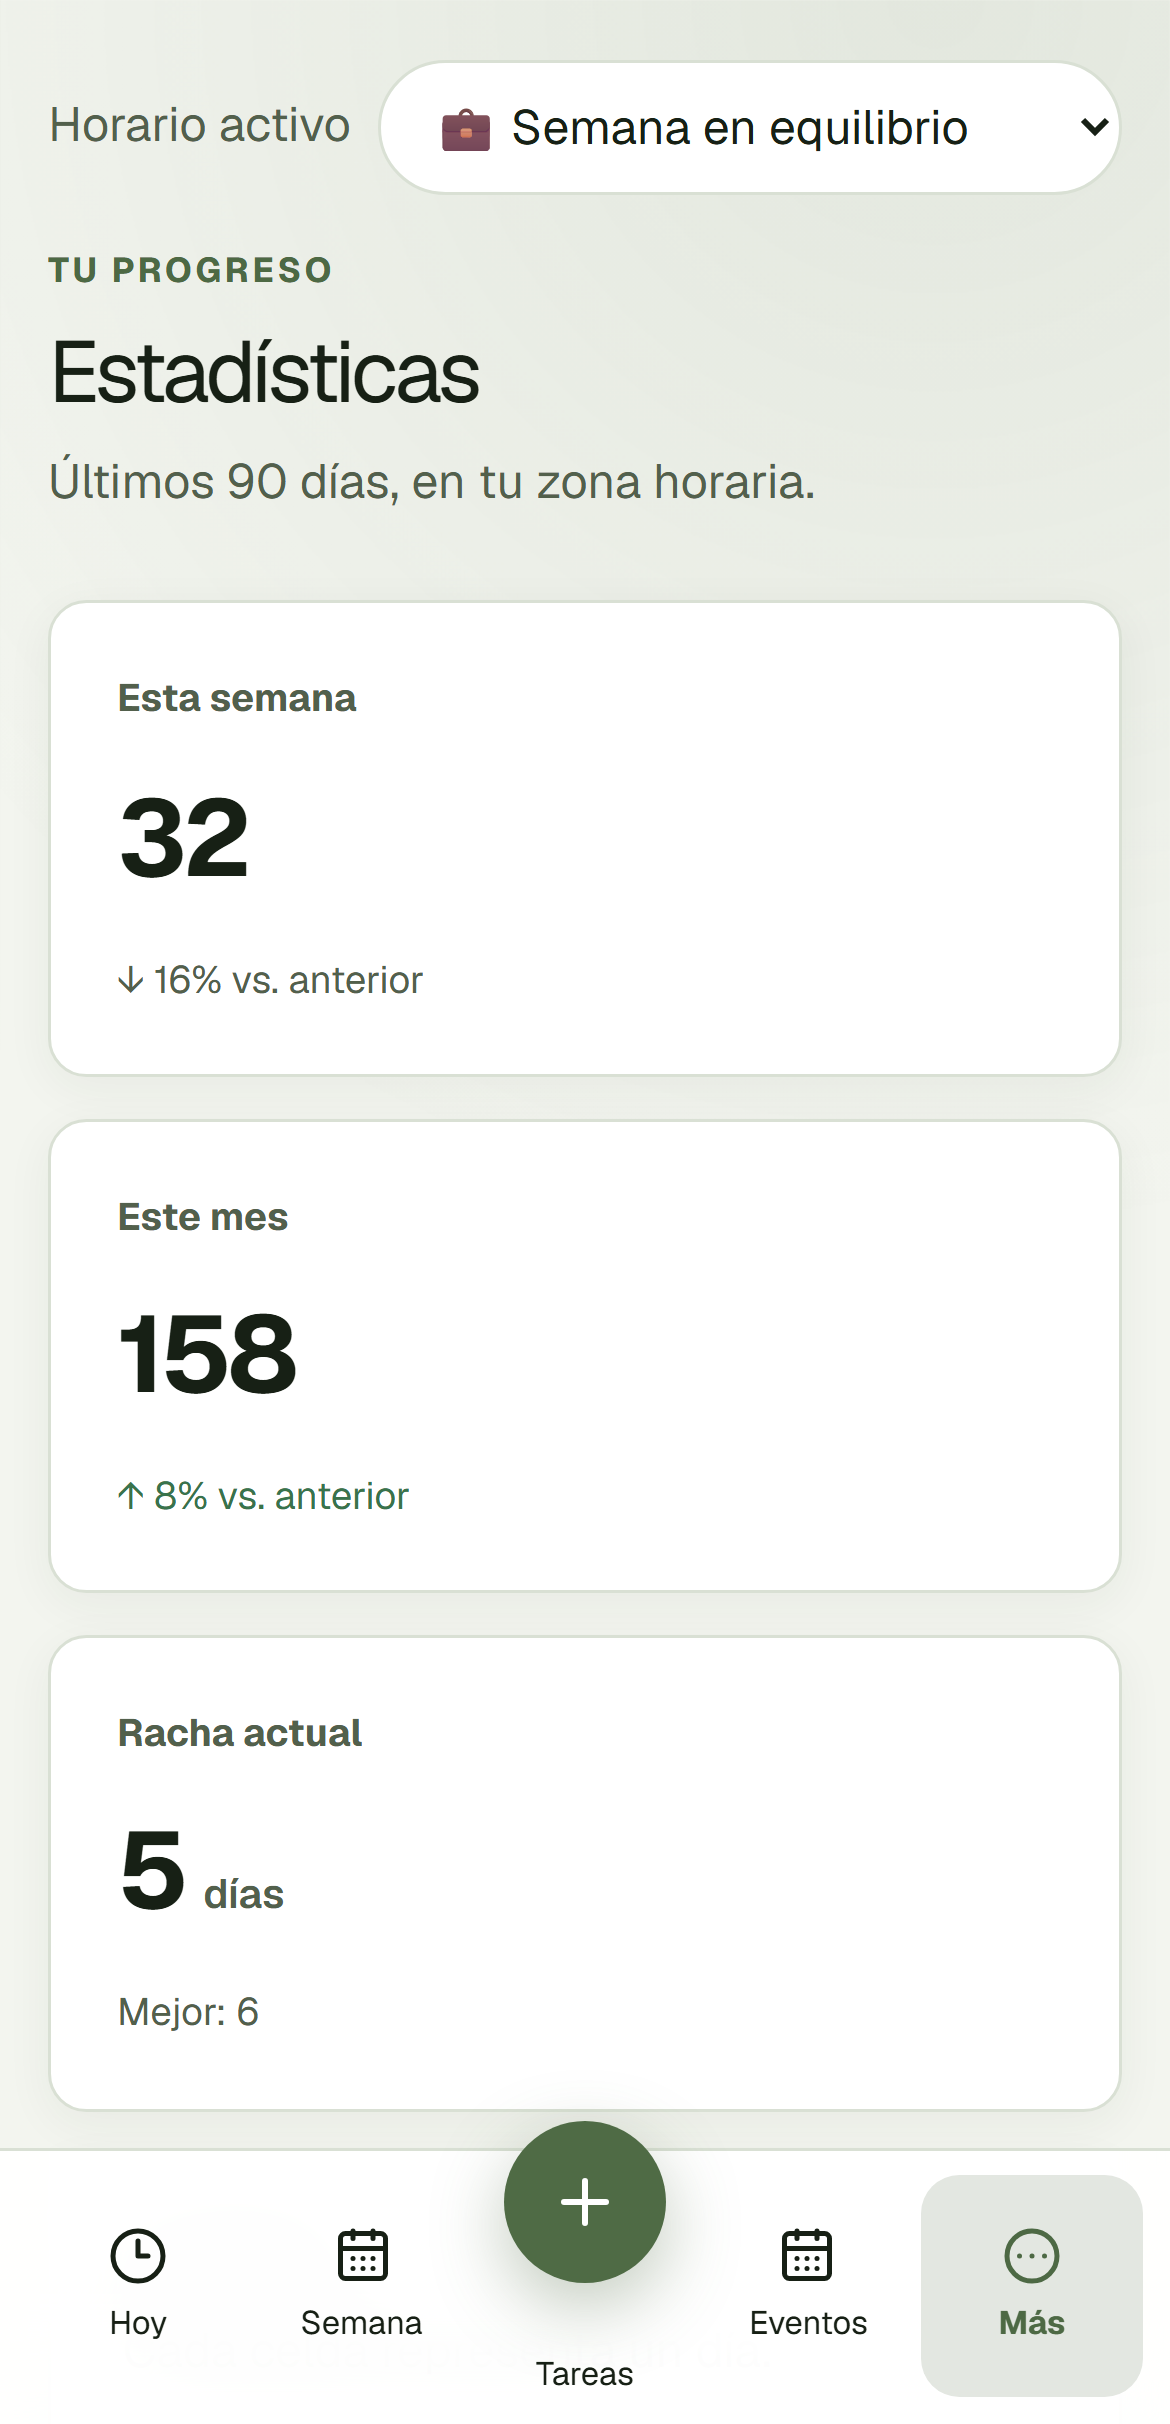 Horario activo
Semana en equilibrio
TU PROGRESO
Estadísticas
Últimos 90 días, en tu zona horaria.
Esta semana
32
↓ 16% vs. anterior
Este mes
158
↑ 8% vs. anterior
Racha actual
5 días
Mejor: 6
Hoy
Semana
Tareas
Eventos
Más